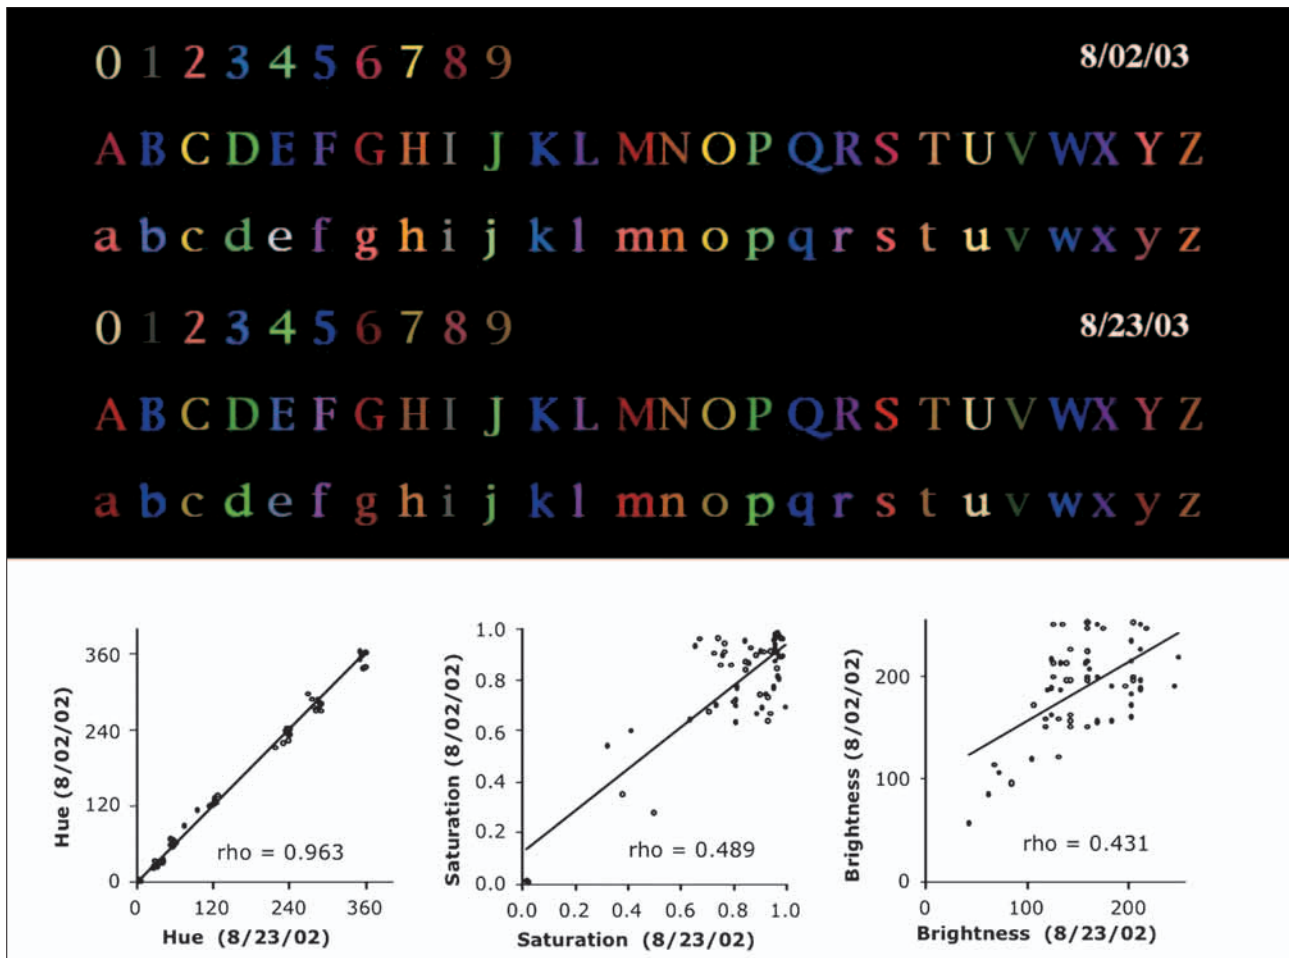 0 1 2 3 4 5 6 7 8 9 8/02/03
A B C D E F G H I J K L M N O P Q R S T U V W X Y Z
a b c d e f g h i j k l m n o p q r s t u v w x y z
0 1 2 3 4 5 6 7 8 9 8/23/03
A B C D E F G H I J K L M N O P Q R S T U V W X Y Z
a b c d e f g h i j k l m n o p q r s t u v w x y z
Hue (8/02/02)
360
240
120
0
rho = 0.963
0 120 240 360
Hue (8/23/02)
Saturation (8/02/02)
1.0
0.8
0.6
0.4
0.2
0.0
rho = 0.489
0.0 0.2 0.4 0.6 0.8 1.0
Saturation (8/23/02)
Brightness (8/02/02)
200
100
0
rho = 0.431
0 100 200
Brightness (8/23/02)